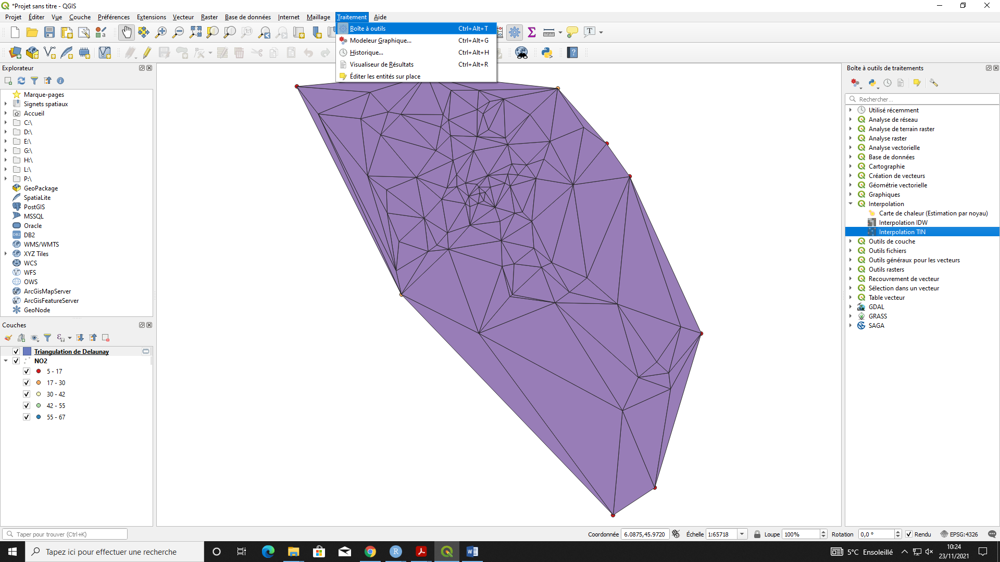 *Projet sans titre - QGIS
Projet Éditer Vue Couche Préférences Extensions Vecteur Raster Base de données Internet Maillage Traitement Aide
Boîte à outils Ctrl+Alt+T
Modeleur Graphique... Ctrl+Alt+G
Historique... Ctrl+Alt+H
Visualiseur de Résultats Ctrl+Alt+R
Éditer les entités sur place
Explorateur
Marque-pages
Signets spatiaux
Accueil
C:\
D:\
E:\
G:\
H:\
L:\
P:\
GeoPackage
SpatiaLite
PostGIS
MSSQL
Oracle
DB2
WMS/WMTS
XYZ Tiles
WCS
WFS
OWS
ArcGisMapServer
ArcGisFeatureServer
GeoNode
Couches
Triangulation de Delaunay
NO2
5 - 17
17 - 30
30 - 42
42 - 55
55 - 67
Boîte à outils de traitements
Rechercher...
Utilisé récemment
Analyse de réseau
Analyse de terrain raster
Analyse raster
Analyse vectorielle
Base de données
Cartographie
Création de vecteurs
Géométrie vectorielle
Graphiques
Interpolation
Carte de chaleur (Estimation par noyau)
Interpolation IDW
Interpolation TIN
Outils de couche
Outils fichiers
Outils généraux pour les vecteurs
Outils rasters
Recouvrement de vecteur
Sélection dans un vecteur
Table vecteur
GDAL
GRASS
SAGA
Taper pour trouver (Ctrl+K)
Coordonnée 6.0875,45.9720 Échelle 1:65718 Loupe 100% Rotation 0,0 ° Rendu EPSG:4326
Tapez ici pour effectuer une recherche
5°C Ensoleillé
10:24
23/11/2021